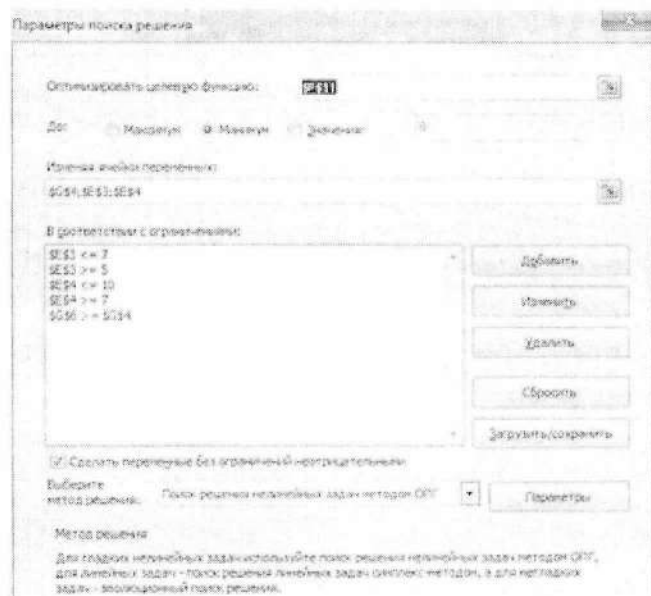 Параметры поиска решения
Оптимизировать целевую функцию:
До: Максимум Минимум Значения:
Изменяя ячейки переменных:
$G$4;$E$3;$E$4
В соответствии с ограничениями:
$E$3 <= 7
$E$3 >= 5
$E$4 <= 10
$E$4 >= 7
$G$6 >= $G$4
Добавить
Изменить
Удалить
Сбросить
Загрузить/сохранить
Сделать переменные без ограничений неотрицательными
Выберите
метод решения:
Поиск решения нелинейных задач методом ОПГ
Параметры
Метод решения
Для гладких нелинейных задач используйте поиск решения нелинейных задач методом ОПГ,
для линейных задач - поиск решения линейных задач симплекс-методом, а для негладких
задач - эволюционный поиск решения.